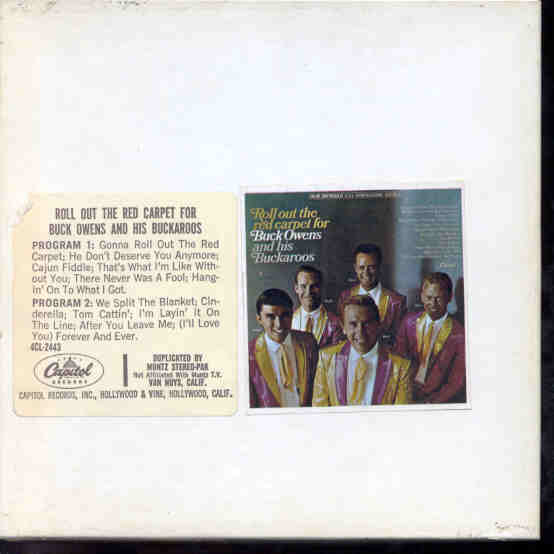 ROLL OUT THE RED CARPET FOR
BUCK OWENS AND HIS BUCKAROOS
PROGRAM 1: Gonna Roll Out The Red
Carpet; He Don't Deserve You Anymore;
Cajun Fiddle; That's What I'm Like With-
out You; There Never Was A Fool; Hang-
in' On To What I Got.
PROGRAM 2: We Split The Blanket; Cin-
derella; Tom Cattin'; I'm Layin' It On
The Line; After You Leave Me; (I'll Love
You) Forever And Ever.
4CL-2443
Capitol
RECORDS
DUPLICATED BY
MUNTZ STEREO-PAK
Not Affiliated With Muntz T.V.
VAN NUYS, CALIF.
CAPITOL RECORDS, INC., HOLLYWOOD & VINE, HOLLYWOOD, CALIF.
Roll out the
red carpet for
Buck Owens
and his
Buckaroos